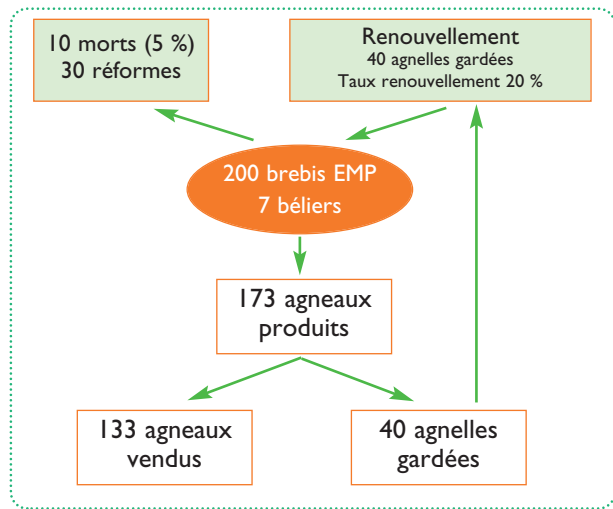 10 morts (5 %)
30 réformes
Renouvellement
40 agnelles gardées
Taux renouvellement 20 %
200 brebis EMP
7 béliers
173 agneaux
produits
133 agneaux
vendus
40 agnelles
gardées